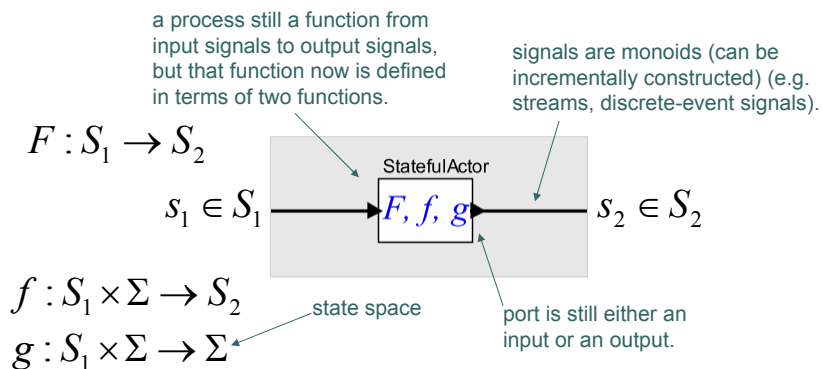 a process still a function from
input signals to output signals,
but that function now is defined
in terms of two functions.
signals are monoids (can be
incrementally constructed) (e.g.
streams, discrete-event signals).
F : S₁ → S₂
StatefulActor
s₁ ∈ S₁
F, f, g
s₂ ∈ S₂
f : S₁ × Σ → S₂
g : S₁ × Σ → Σ
state space
port is still either an
input or an output.